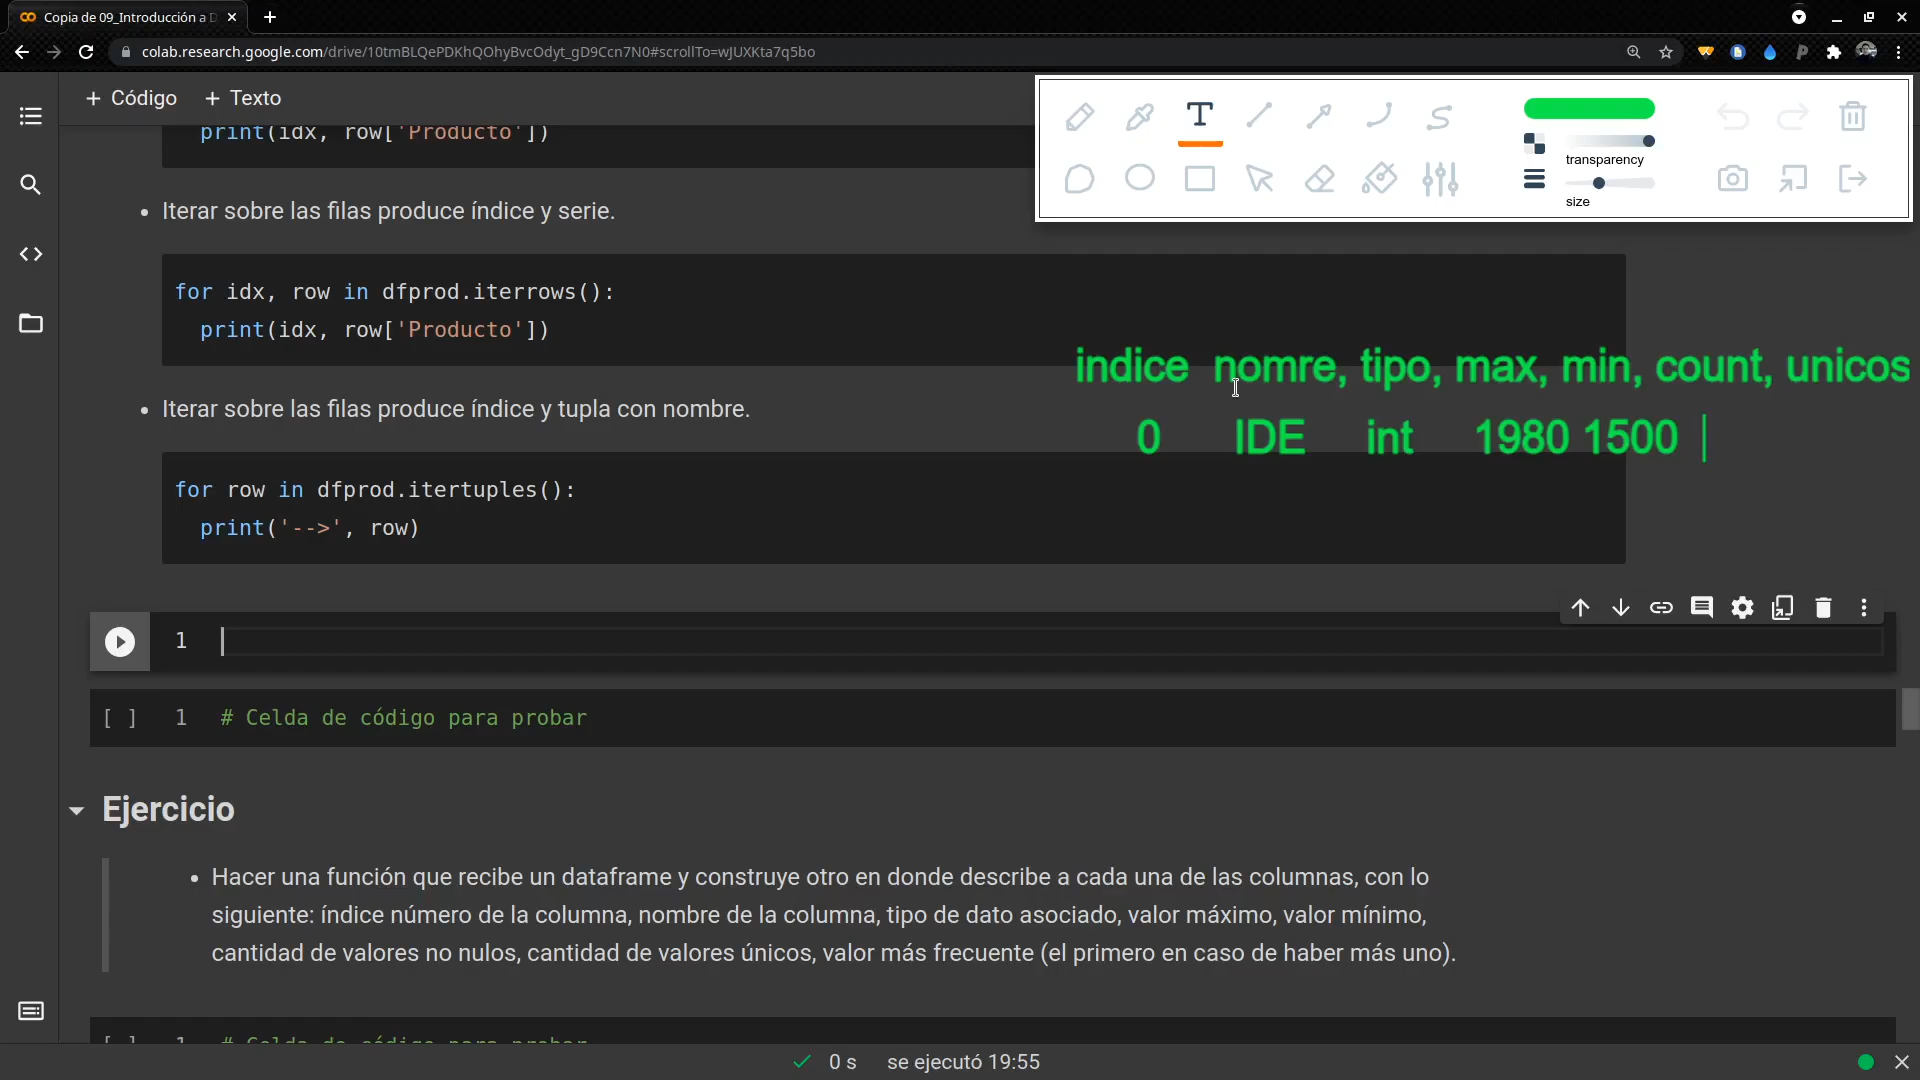 Copia de 09_Introducción a D
colab.research.google.com/drive/10tmBLQePDKhQOhyBvcOdyt_gD9Ccn7N0#scrollTo=wJUXKta7q5bo
+ Código + Texto
transparency
size
print(idx, row['Producto'])
• Iterar sobre las filas produce índice y serie.
for idx, row in dfprod.iterrows():
print(idx, row['Producto'])
indice nomre, tipo, max, min, count, unicos
• Iterar sobre las filas produce índice y tupla con nombre.
0 IDE int 1980 1500
for row in dfprod.itertuples():
print('-->', row)
1
[ ] 1 # Celda de código para probar
Ejercicio
• Hacer una función que recibe un dataframe y construye otro en donde describe a cada una de las columnas, con lo
siguiente: índice número de la columna, nombre de la columna, tipo de dato asociado, valor máximo, valor mínimo,
cantidad de valores no nulos, cantidad de valores únicos, valor más frecuente (el primero en caso de haber más uno).
[ ] 1 # Celda de código para probar
0 s se ejecutó 19:55